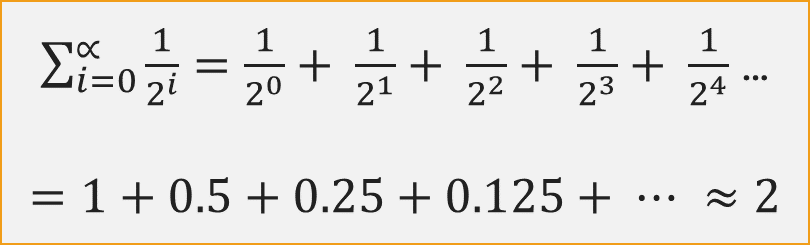 ∑_{i=0}^{∝} 1/2^i = 1/2^0 + 1/2^1 + 1/2^2 + 1/2^3 + 1/2^4 ...
= 1 + 0.5 + 0.25 + 0.125 + ⋯ ≈ 2